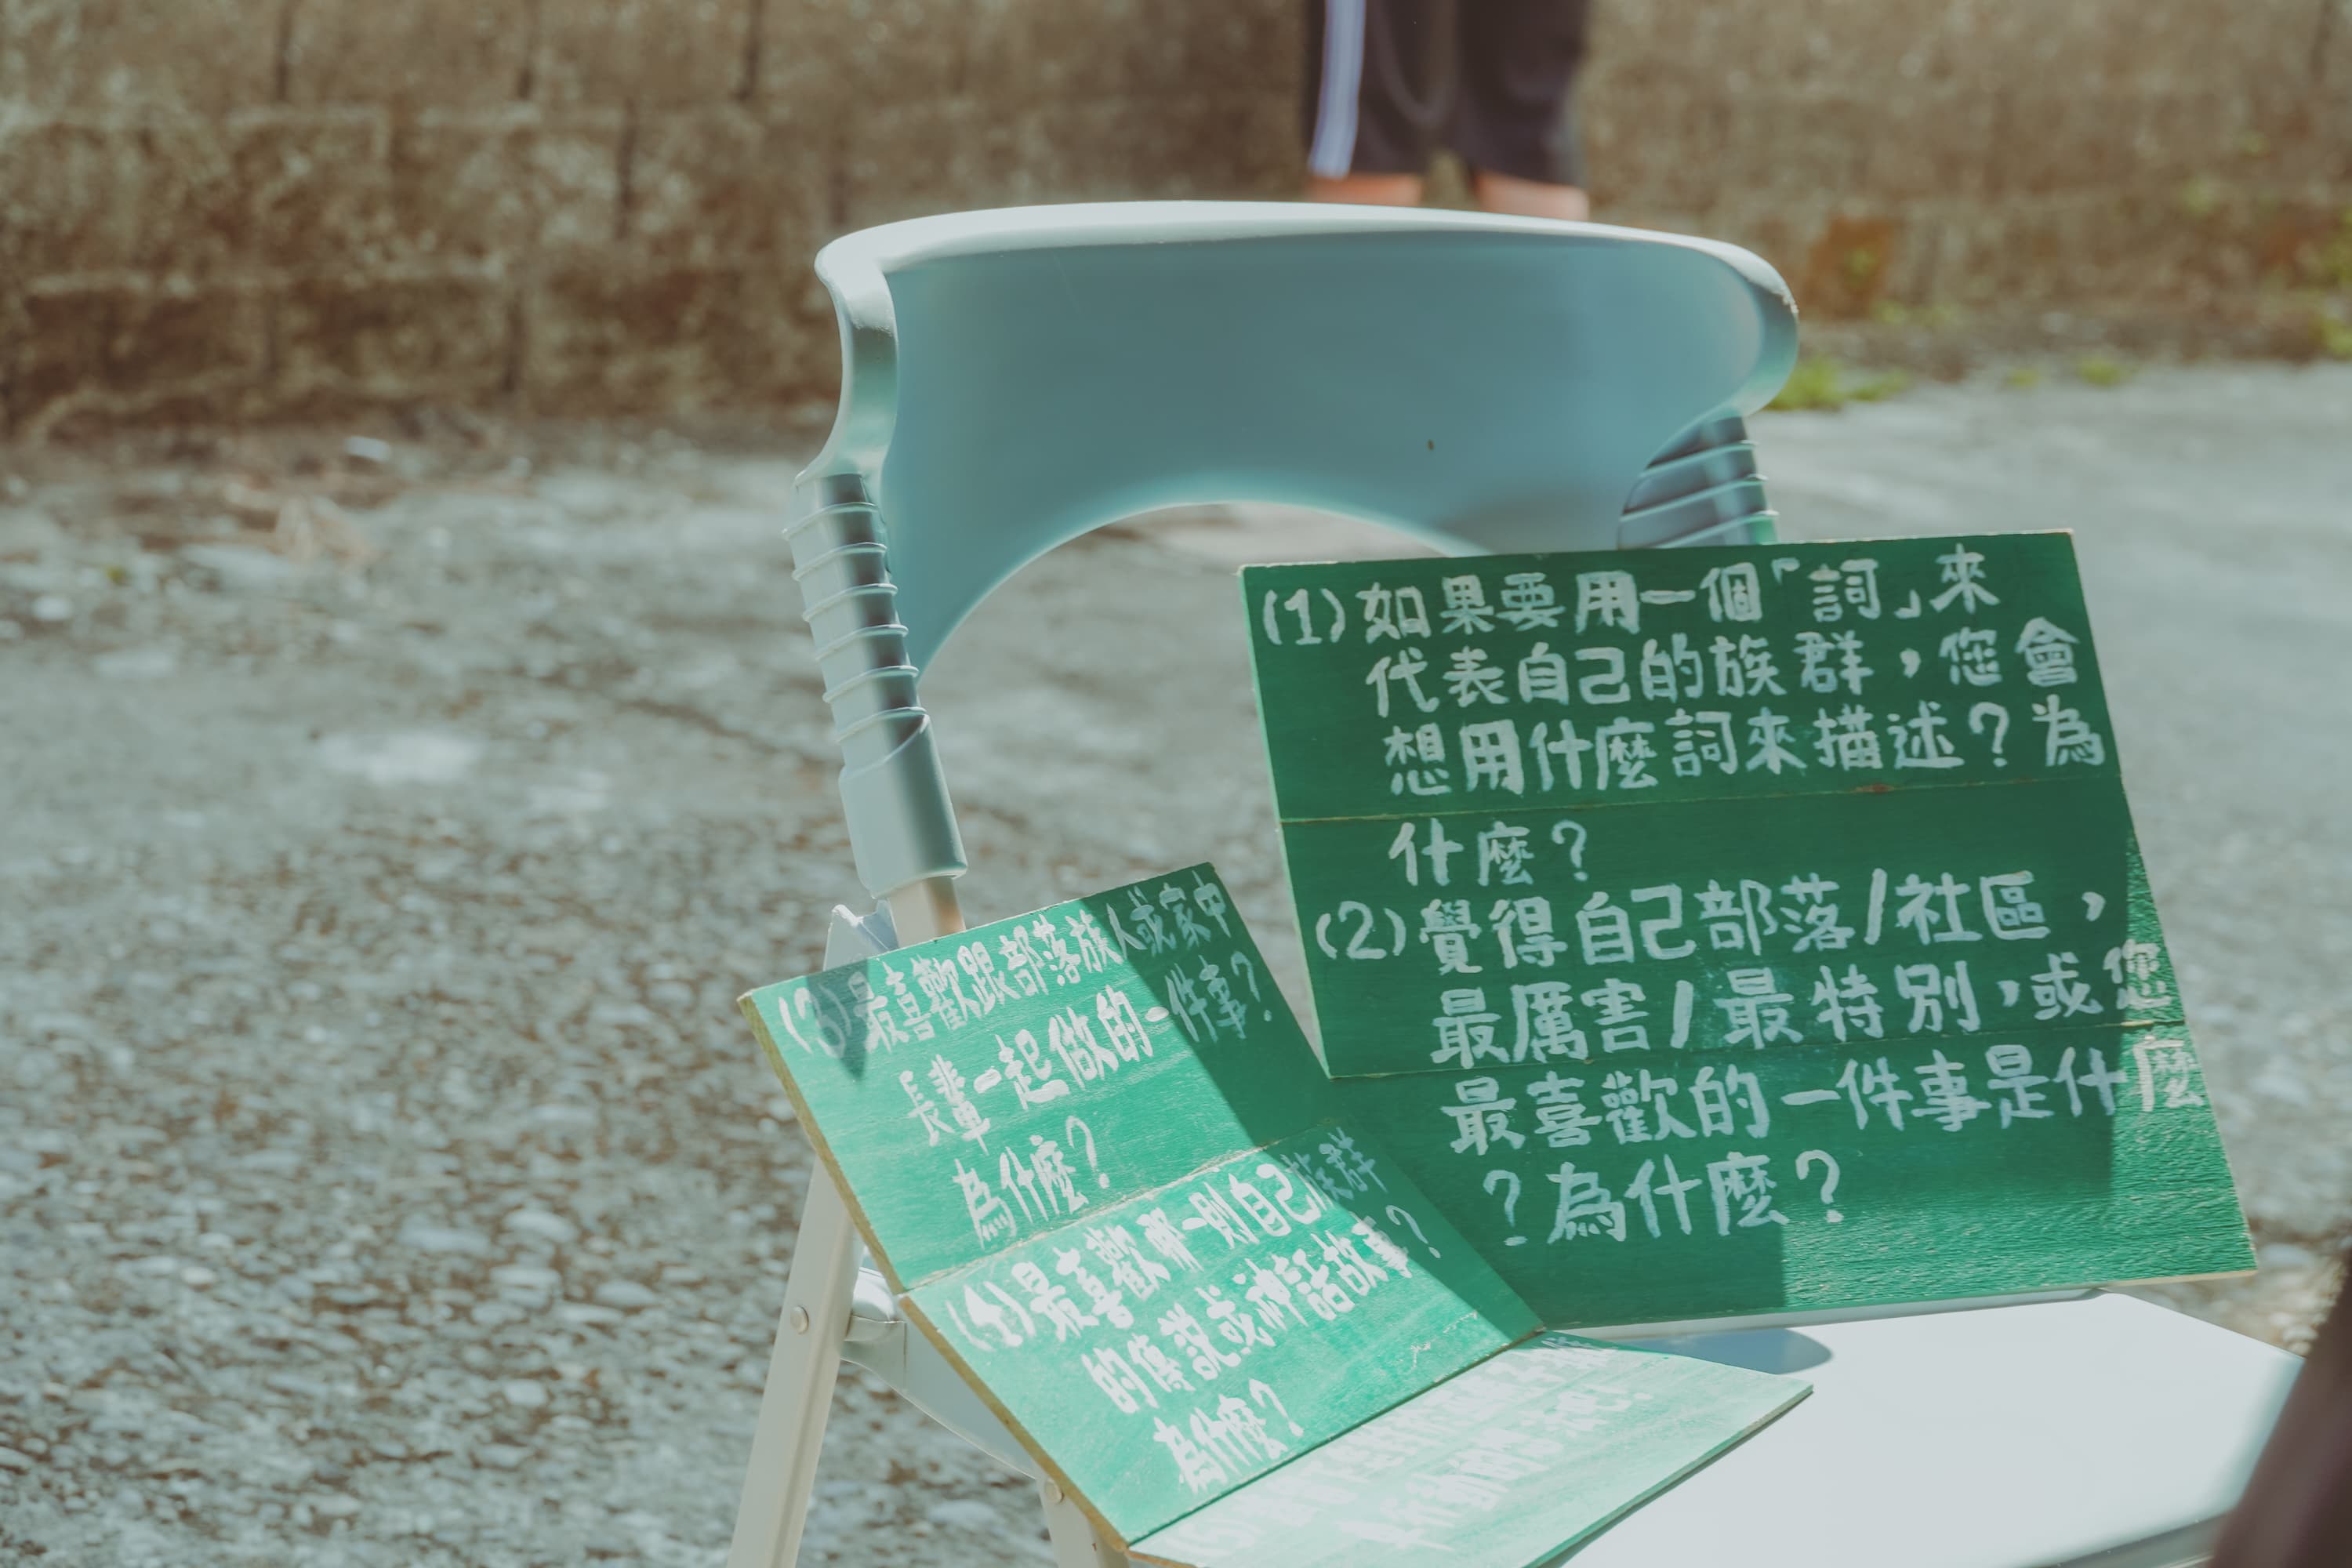 (1)如果要用一個「詞」來
代表自己的族群，您會
想用什麼詞來描述？為
什麼？
(2)覺得自己部落/社區，
最厲害/最特別，或您
最喜歡的一件事是什麼
？為什麼？
(3)最喜歡跟部落族人或家中
長輩一起做的一件事？
為什麼？
(4)最喜歡哪一則自己族群
的傳説或神話故事？
為什麼？
(5)